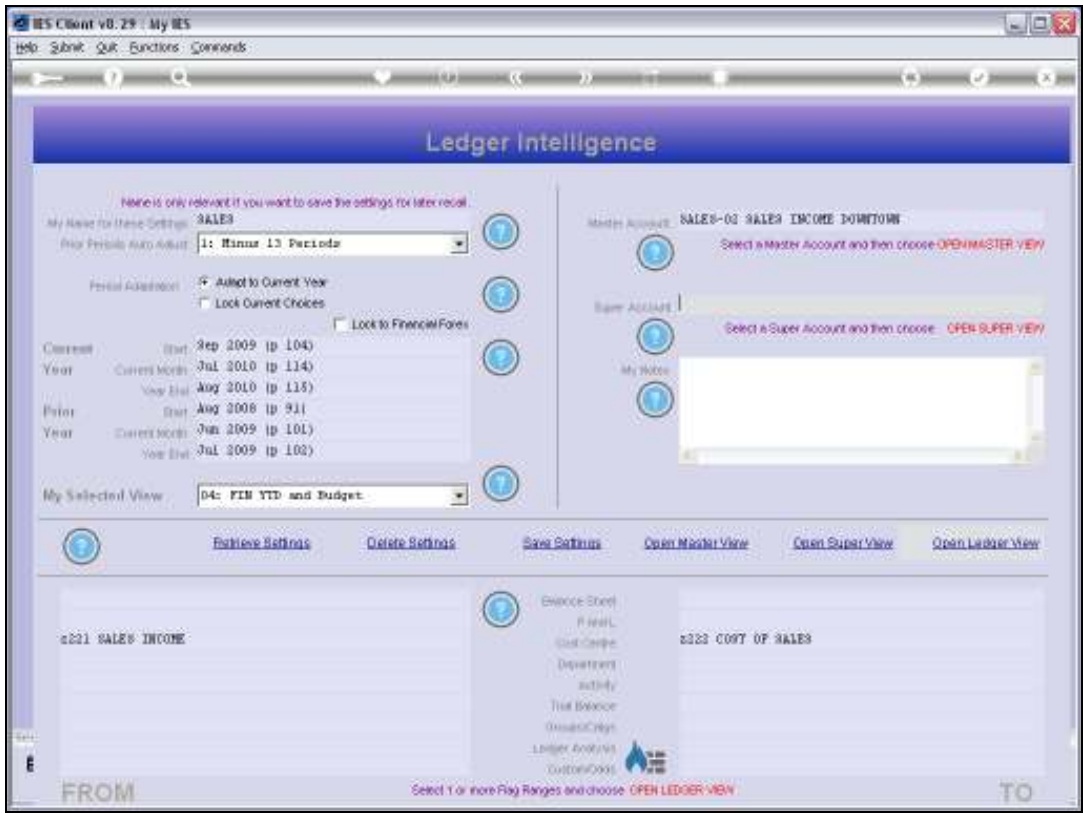 IES Client v8.29 : My IES
Help Submit Quit Functions Commands
Ledger Intelligence
Name is only relevant if you want to save the settings for later recall.
My Name for these Settings SALES
Prior Periods Auto Adjust 1: Minus 13 Periods
Period Adaptation Adapt to Current Year
Lock Current Choices
Lock to Financial Forex
Current Start Sep 2009 (p 104)
Year Current Month Jul 2010 (p 114)
Year End Aug 2010 (p 115)
Prior Start Aug 2008 (p 91)
Year Current Month Jun 2009 (p 101)
Year End Jul 2009 (p 102)
My Selected View 04: FIN YTD and Budget
Master Account SALES-02 SALES INCOME DOWNTOWN
Select a Master Account and then choose OPEN MASTER VIEW
Super Account
Select a Super Account and then choose OPEN SUPER VIEW
My Notes
Retrieve Settings Delete Settings Save Settings Open Master View Open Super View Open Ledger View
Balance Sheet
P and L
c221 SALES INCOME Cost Centre c222 COST OF SALES
Department
Activity
Trial Balance
Ledger Analysis
FROM Select 1 or more Flag Ranges and choose OPEN LEDGER VIEW TO